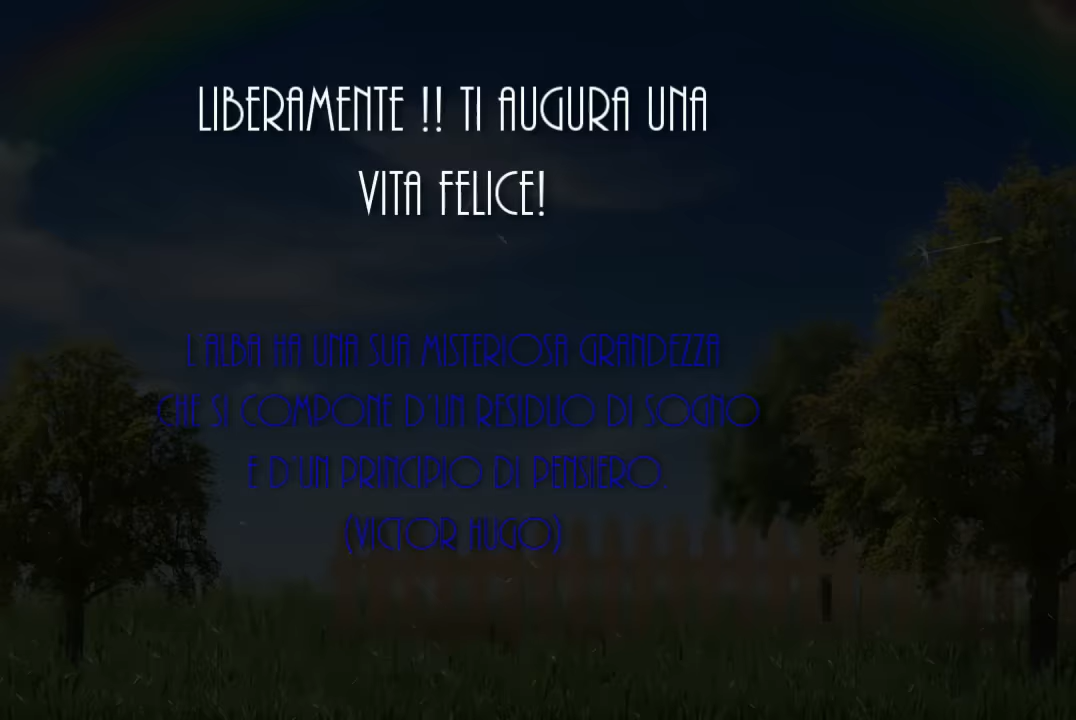 LIBERAMENTE !! TI AUGURA UNA
VITA FELICE!
L'ALBA HA UNA SUA MISTERIOSA GRANDEZZA
CHE SI COMPONE D'UN RESIDUO DI SOGNO
E D'UN PRINCIPIO DI PENSIERO.
(VICTOR HUGO)